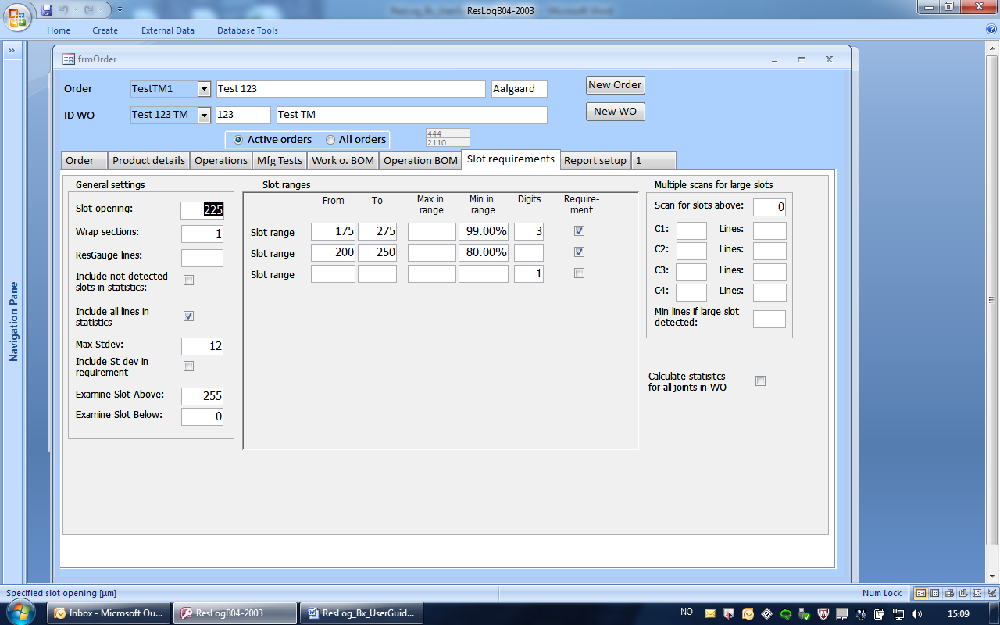 ResLogB04-2003
Home Create External Data Database Tools
»
frmOrder
Order TestTM1 Test 123 Aalgaard New Order
ID WO Test 123 TM 123 Test TM New WO
Active orders All orders 444
2110
Order Product details Operations Mfg Tests Work o. BOM Operation BOM Slot requirements Report setup 1
General settings
Slot opening: 225
Wrap sections: 1
ResGauge lines:
Include not detected
slots in statistics:
Include all lines in
statistics
Max Stdev: 12
Include St dev in
requirement
Examine Slot Above: 255
Examine Slot Below: 0
Slot ranges
From To Max in
range Min in
range Digits Require-
ment
Slot range 175 275 99.00% 3
Slot range 200 250 80.00%
Slot range 1
Multiple scans for large slots
Scan for slots above: 0
C1: Lines:
C2: Lines:
C3: Lines:
C4: Lines:
Min lines if large slot
detected:
Calculate statisitcs
for all joints in WO
Navigation Pane
Specified slot opening [µm] Num Lock
Inbox - Microsoft Ou... ResLogB04-2003 ResLog_Bx_UserGuid... NO 15:09